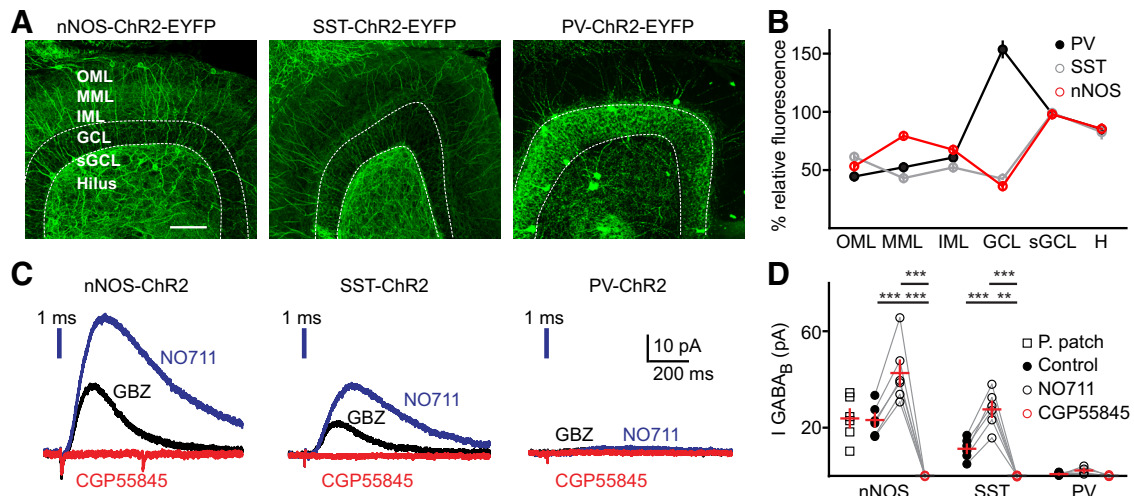 A
nNOS-ChR2-EYFP
SST-ChR2-EYFP
PV-ChR2-EYFP
OML
MML
IML
GCL
sGCL
Hilus
B
% relative fluorescence
150
100
50
PV
SST
nNOS
OML MML IML GCL sGCL H
C
nNOS-ChR2
SST-ChR2
PV-ChR2
1 ms
NO711
GBZ
CGP55845
1 ms
NO711
GBZ
CGP55845
1 ms
10 pA
200 ms
GBZ
NO711
CGP55845
D
I GABAB (pA)
60
20
***
*** ***
***
*** **
P. patch
Control
NO711
CGP55845
nNOS SST PV